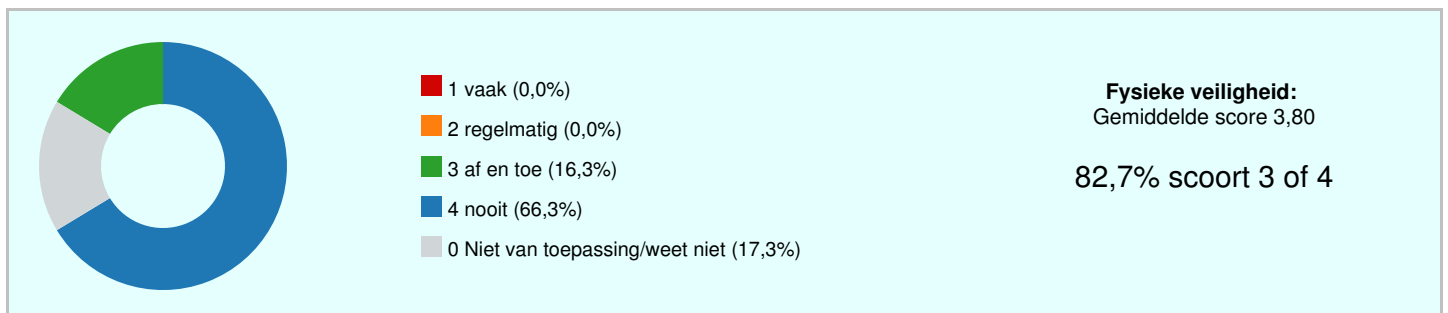 1 vaak (0,0%)
2 regelmatig (0,0%)
3 af en toe (16,3%)
4 nooit (66,3%)
0 Niet van toepassing/weet niet (17,3%)
Fysieke veiligheid:
Gemiddelde score 3,80
82,7% scoort 3 of 4